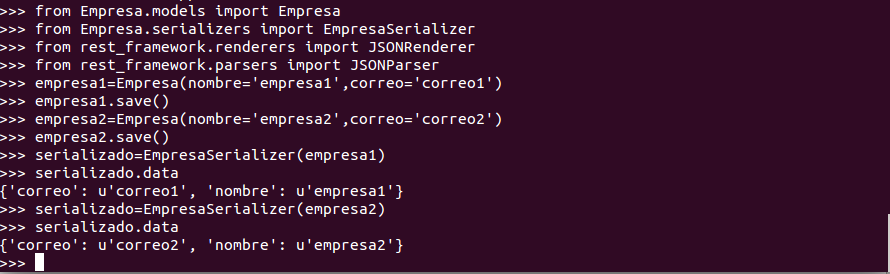 >>> from Empresa.models import Empresa
>>> from Empresa.serializers import EmpresaSerializer
>>> from rest_framework.renderers import JSONRenderer
>>> from rest_framework.parsers import JSONParser
>>> empresa1=Empresa(nombre='empresa1',correo='correo1')
>>> empresa1.save()
>>> empresa2=Empresa(nombre='empresa2',correo='correo2')
>>> empresa2.save()
>>> serializado=EmpresaSerializer(empresa1)
>>> serializado.data
{'correo': u'correo1', 'nombre': u'empresa1'}
>>> serializado=EmpresaSerializer(empresa2)
>>> serializado.data
{'correo': u'correo2', 'nombre': u'empresa2'}
>>>